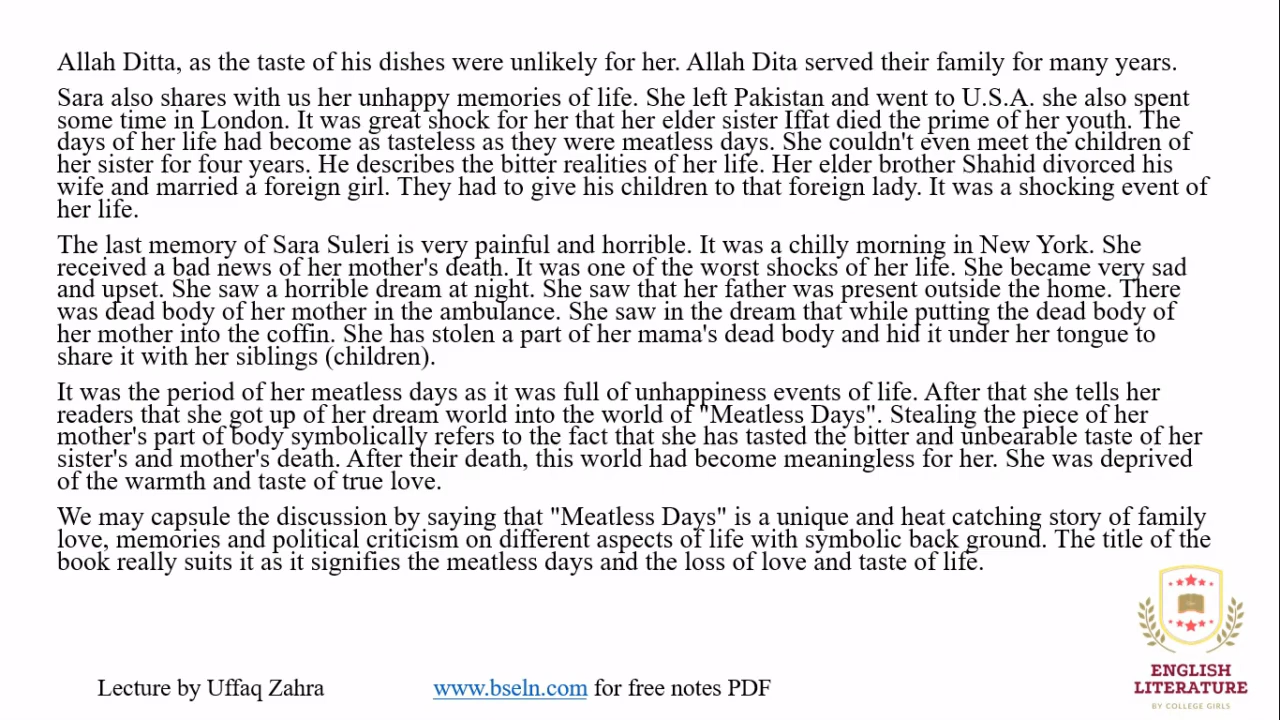 Allah Ditta, as the taste of his dishes were unlikely for her. Allah Dita served their family for many years.
Sara also shares with us her unhappy memories of life. She left Pakistan and went to U.S.A. she also spent
some time in London. It was great shock for her that her elder sister Iffat died the prime of her youth. The
days of her life had become as tasteless as they were meatless days. She couldn't even meet the children of
her sister for four years. He describes the bitter realities of her life. Her elder brother Shahid divorced his
wife and married a foreign girl. They had to give his children to that foreign lady. It was a shocking event of
her life.
The last memory of Sara Suleri is very painful and horrible. It was a chilly morning in New York. She
received a bad news of her mother's death. It was one of the worst shocks of her life. She became very sad
and upset. She saw a horrible dream at night. She saw that her father was present outside the home. There
was dead body of her mother in the ambulance. She saw in the dream that while putting the dead body of
her mother into the coffin. She has stolen a part of her mama's dead body and hid it under her tongue to
share it with her siblings (children).
It was the period of her meatless days as it was full of unhappiness events of life. After that she tells her
readers that she got up of her dream world into the world of "Meatless Days". Stealing the piece of her
mother's part of body symbolically refers to the fact that she has tasted the bitter and unbearable taste of her
sister's and mother's death. After their death, this world had become meaningless for her. She was deprived
of the warmth and taste of true love.
We may capsule the discussion by saying that "Meatless Days" is a unique and heat catching story of family
love, memories and political criticism on different aspects of life with symbolic back ground. The title of the
book really suits it as it signifies the meatless days and the loss of love and taste of life.
Lecture by Uffaq Zahra
www.bseln.com for free notes PDF
ENGLISH
LITERATURE
BY COLLEGE GIRLS